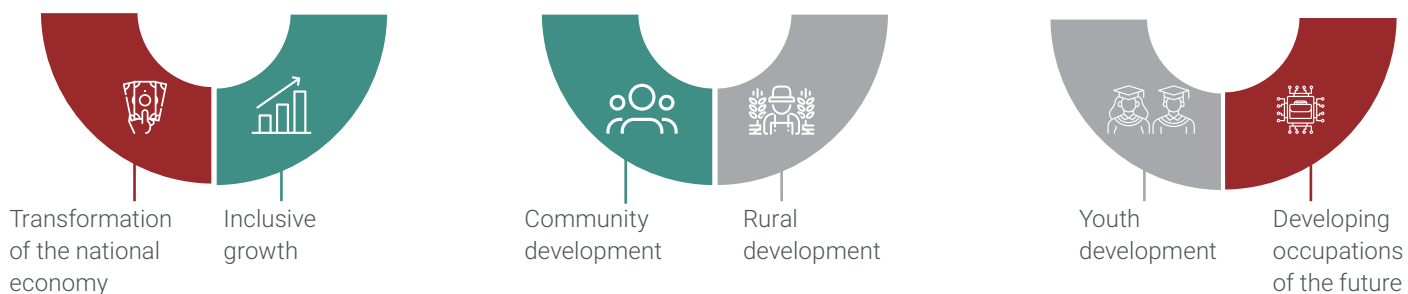 Transformation
of the national
economy
Inclusive
growth
Community
development
Rural
development
Youth
development
Developing
occupations
of the future